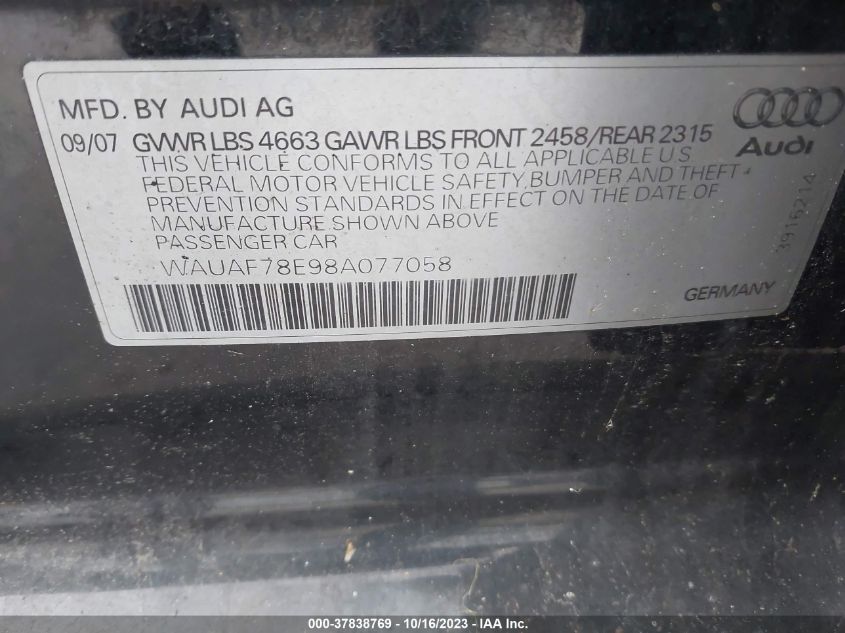 MFD. BY AUDI AG
09/07 GVWR LBS 4663 GAWR LBS FRONT 2458/REAR 2315
Audi
THIS VEHICLE CONFORMS TO ALL APPLICABLE U.S
FEDERAL MOTOR VEHICLE SAFETY, BUMPER AND THEFT
PREVENTION STANDARDS IN EFFECT ON THE DATE OF
MANUFACTURE SHOWN ABOVE
PASSENGER CAR
WAUAF78E98A077058
3916214
GERMANY
000-37838769 - 10/16/2023 - IAA Inc.